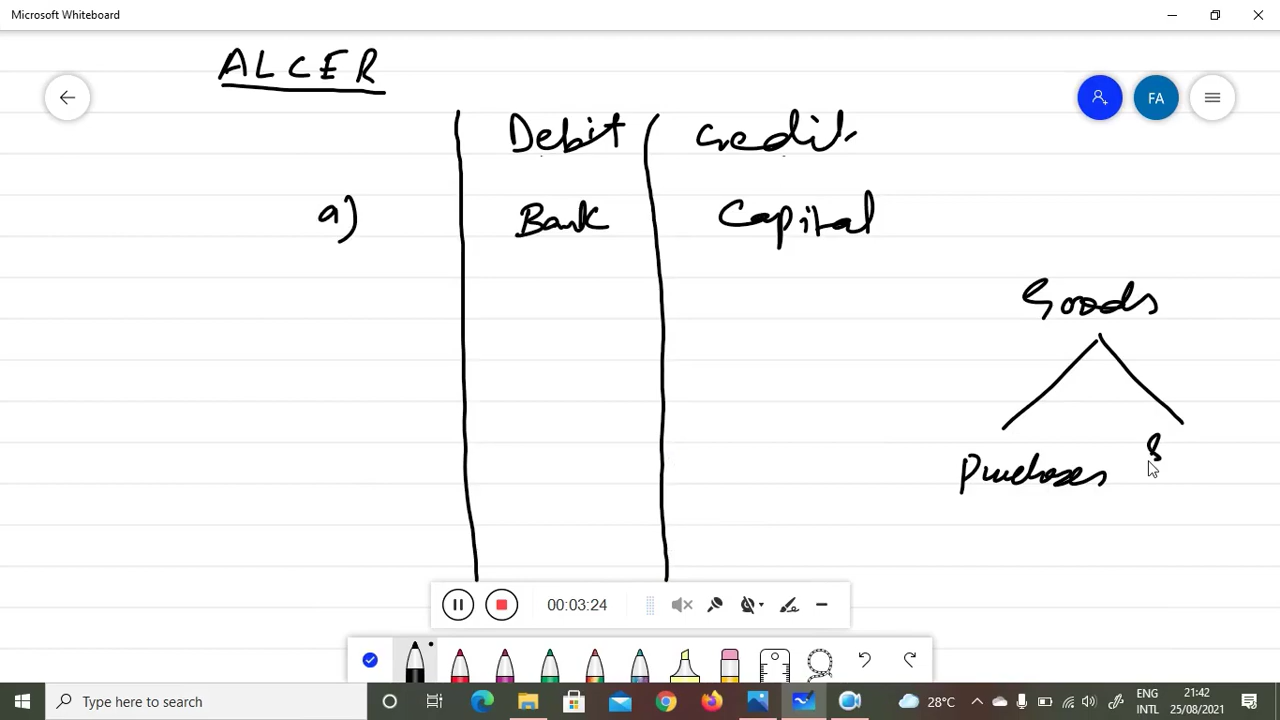 Microsoft Whiteboard
ALCER
FA
Debit Credit
a) Bank Capital
Goods
Purchases
00:03:24
Type here to search
28°C
ENG
INTL
21:42
25/08/2021